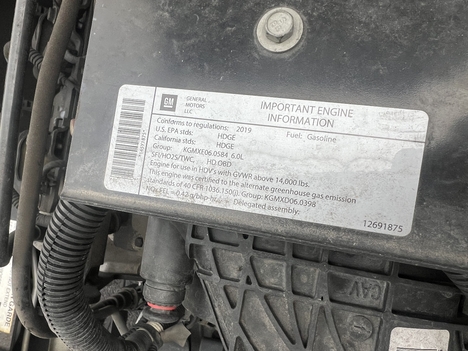 GM
GENERAL
MOTORS
LLC
IMPORTANT ENGINE
INFORMATION
Conforms to regulations: 2019
Fuel: Gasoline
U.S. EPA stds: HDGE
California stds: HDGE
Group: KGMXE06.0584, 6.0L
SFI/HO2S/TWC, HD OBD
Engine for use in HDV's with GVWR above 14,000 lbs.
This engine was certified to the alternate greenhouse gas emission
standards of 40 CFR 1036.150(j). Group: KGMXD06.0398
Delegated assembly:
12691875
CAV
GARDE